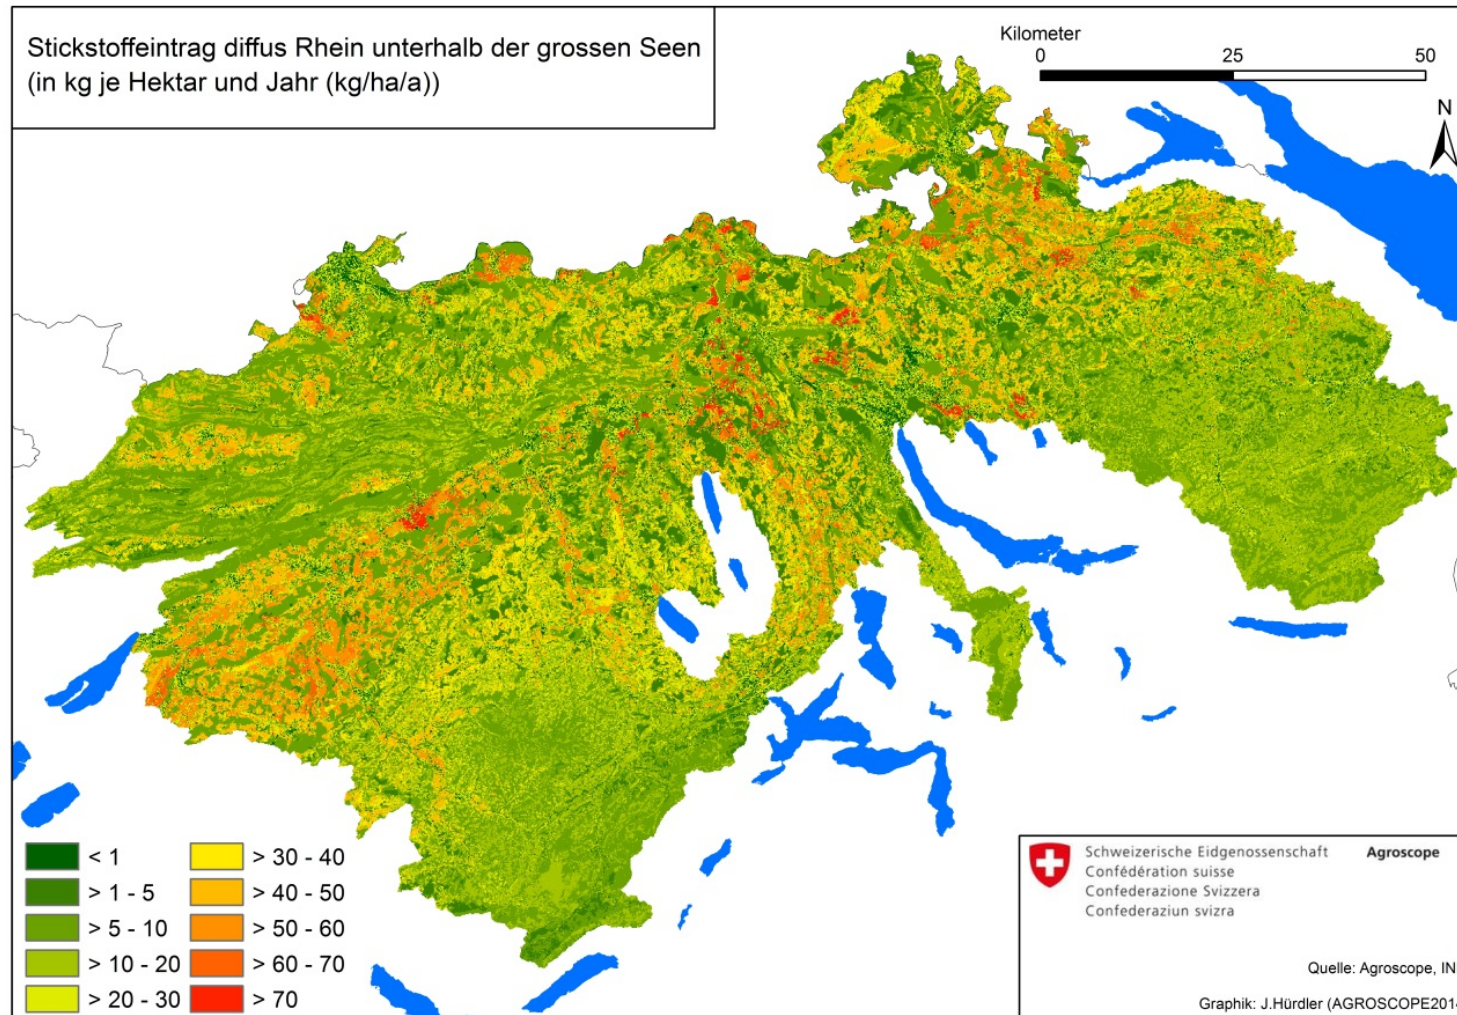 Stickstoffeintrag diffus Rhein unterhalb der grossen Seen
(in kg je Hektar und Jahr (kg/ha/a))
Kilometer
0 25 50
N
< 1
> 1 - 5
> 5 - 10
> 10 - 20
> 20 - 30
> 30 - 40
> 40 - 50
> 50 - 60
> 60 - 70
> 70
Schweizerische Eidgenossenschaft
Confédération suisse
Confederazione Svizzera
Confederaziun svizra
Agroscope
Quelle: Agroscope, IN
Graphik: J.Hürdler (AGROSCOPE2014